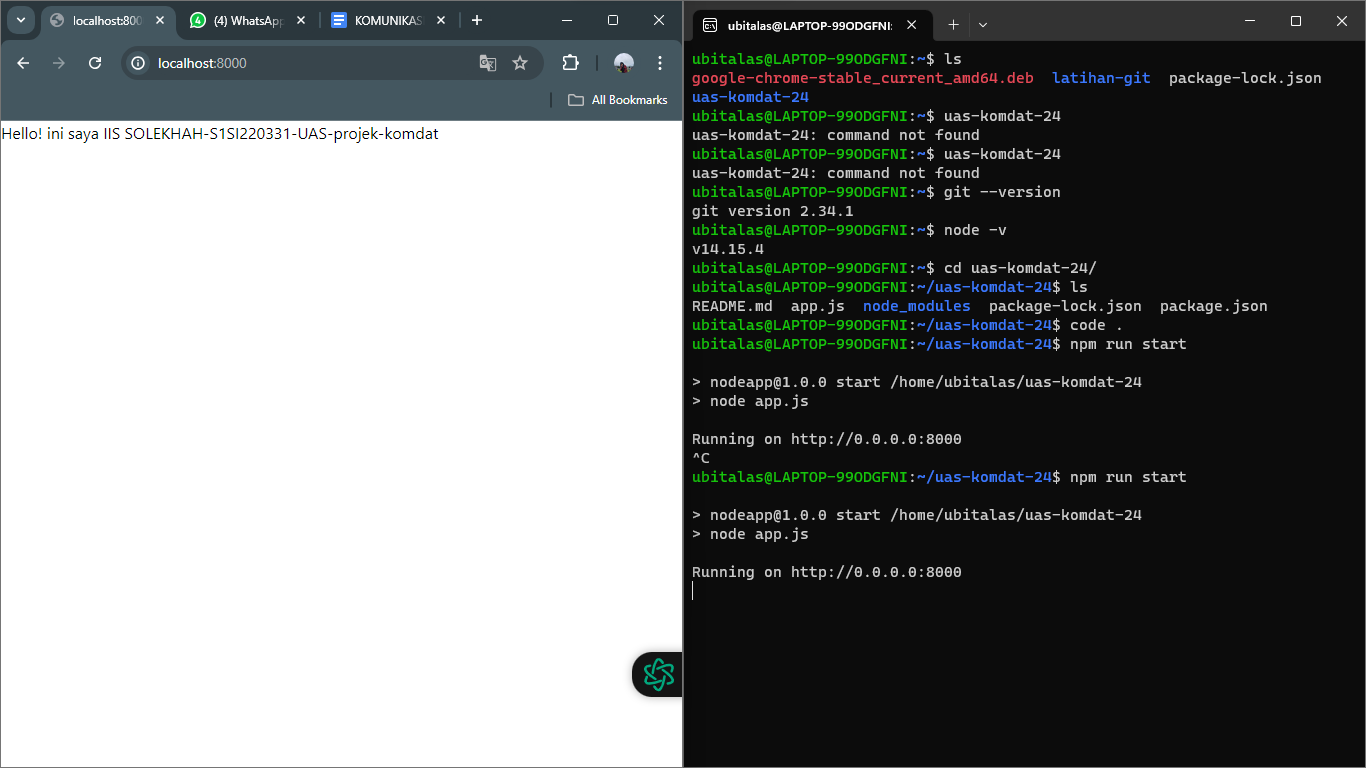 localhost:800
(4) WhatsApp
KOMUNIKAS
localhost:8000
All Bookmarks
Hello! ini saya IIS SOLEKHAH-S1SI220331-UAS-projek-komdat
ubitalas@LAPTOP-99ODGFNI:
ubitalas@LAPTOP-99ODGFNI:~$ ls
google-chrome-stable_current_amd64.deb  latihan-git  package-lock.json
uas-komdat-24
ubitalas@LAPTOP-99ODGFNI:~$ uas-komdat-24
uas-komdat-24: command not found
ubitalas@LAPTOP-99ODGFNI:~$ uas-komdat-24
uas-komdat-24: command not found
ubitalas@LAPTOP-99ODGFNI:~$ git --version
git version 2.34.1
ubitalas@LAPTOP-99ODGFNI:~$ node -v
v14.15.4
ubitalas@LAPTOP-99ODGFNI:~$ cd uas-komdat-24/
ubitalas@LAPTOP-99ODGFNI:~/uas-komdat-24$ ls
README.md  app.js  node_modules  package-lock.json  package.json
ubitalas@LAPTOP-99ODGFNI:~/uas-komdat-24$ code .
ubitalas@LAPTOP-99ODGFNI:~/uas-komdat-24$ npm run start
> nodeapp@1.0.0 start /home/ubitalas/uas-komdat-24
> node app.js
Running on http://0.0.0.0:8000
^C
ubitalas@LAPTOP-99ODGFNI:~/uas-komdat-24$ npm run start
> nodeapp@1.0.0 start /home/ubitalas/uas-komdat-24
> node app.js
Running on http://0.0.0.0:8000